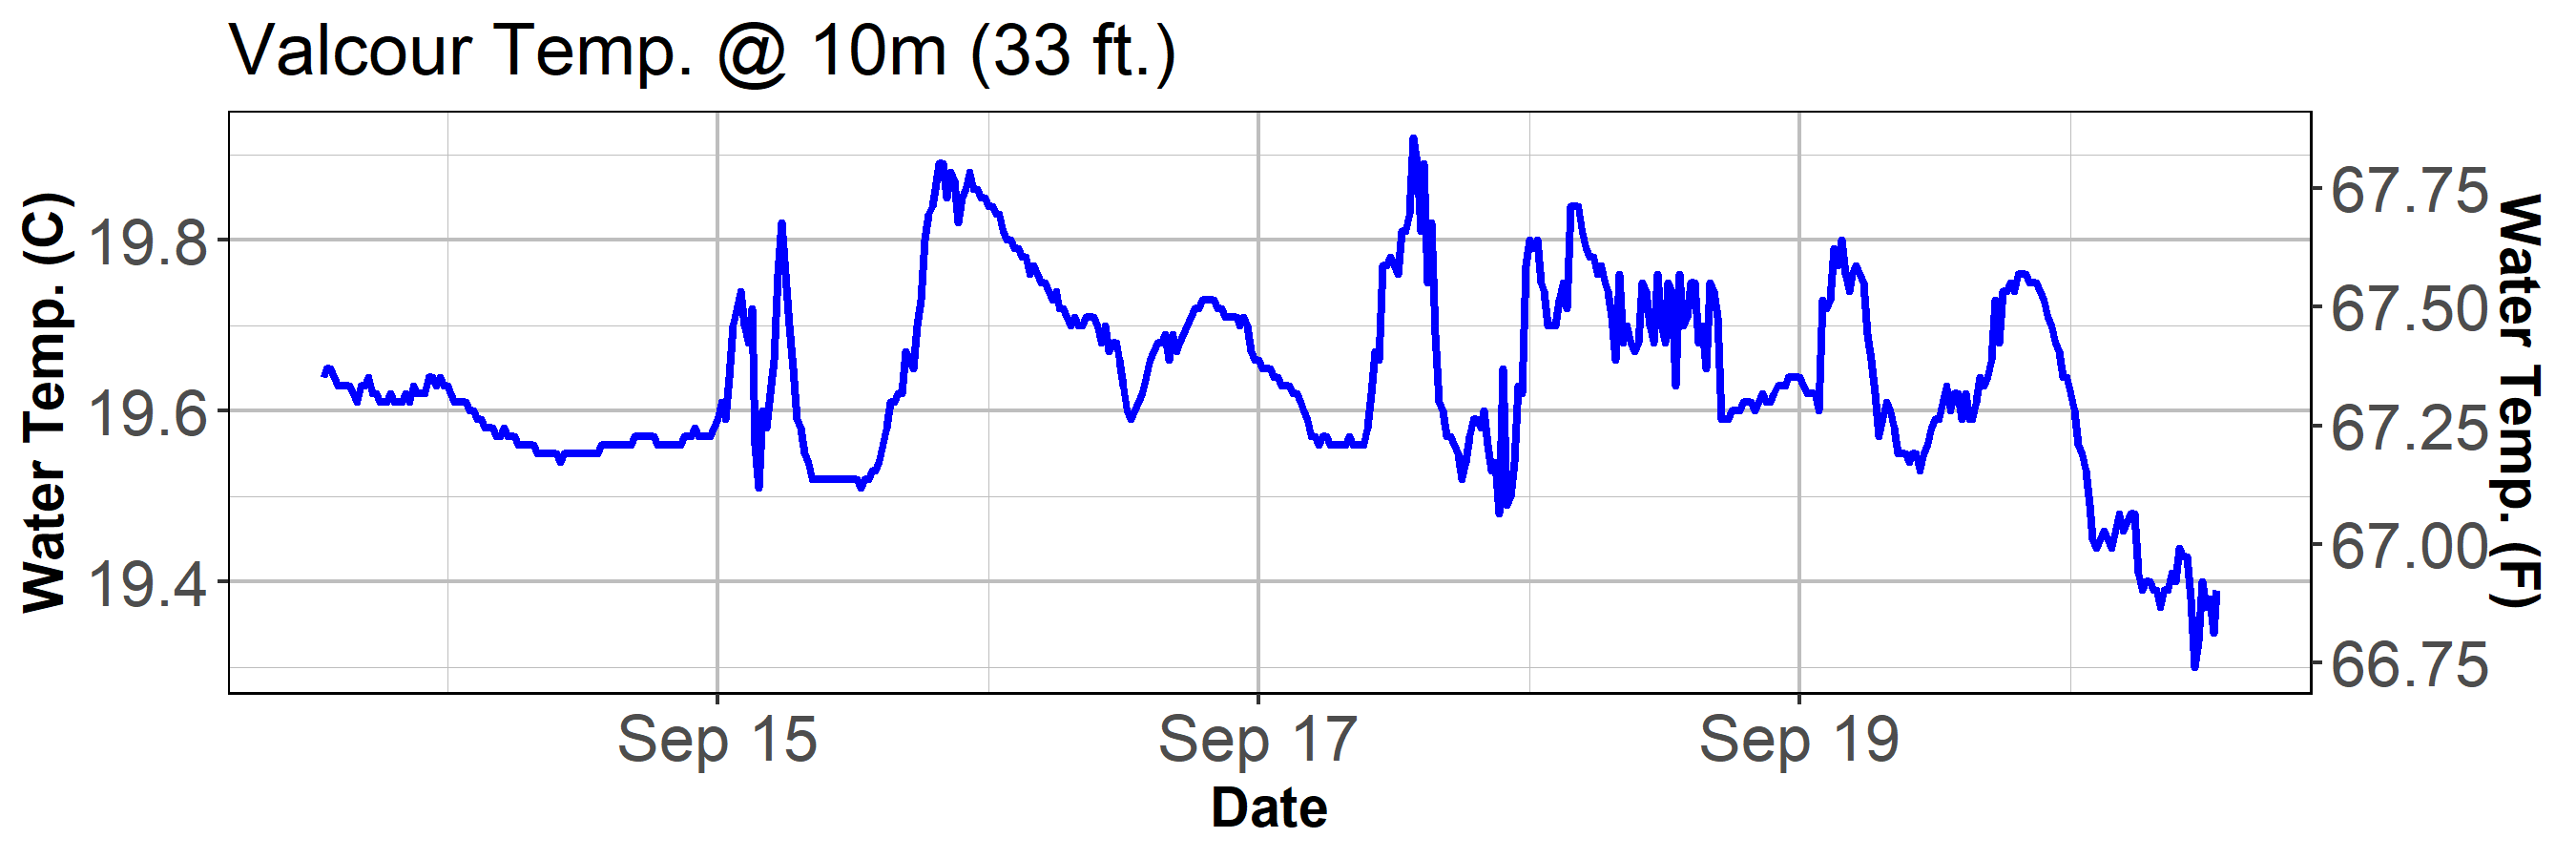 Valcour Temp. @ 10m (33 ft.)
Water Temp. (C)
19.8
19.6
19.4
67.75
67.50
67.25
67.00
66.75
Water Temp. (F)
Sep 15
Sep 17
Sep 19
Date